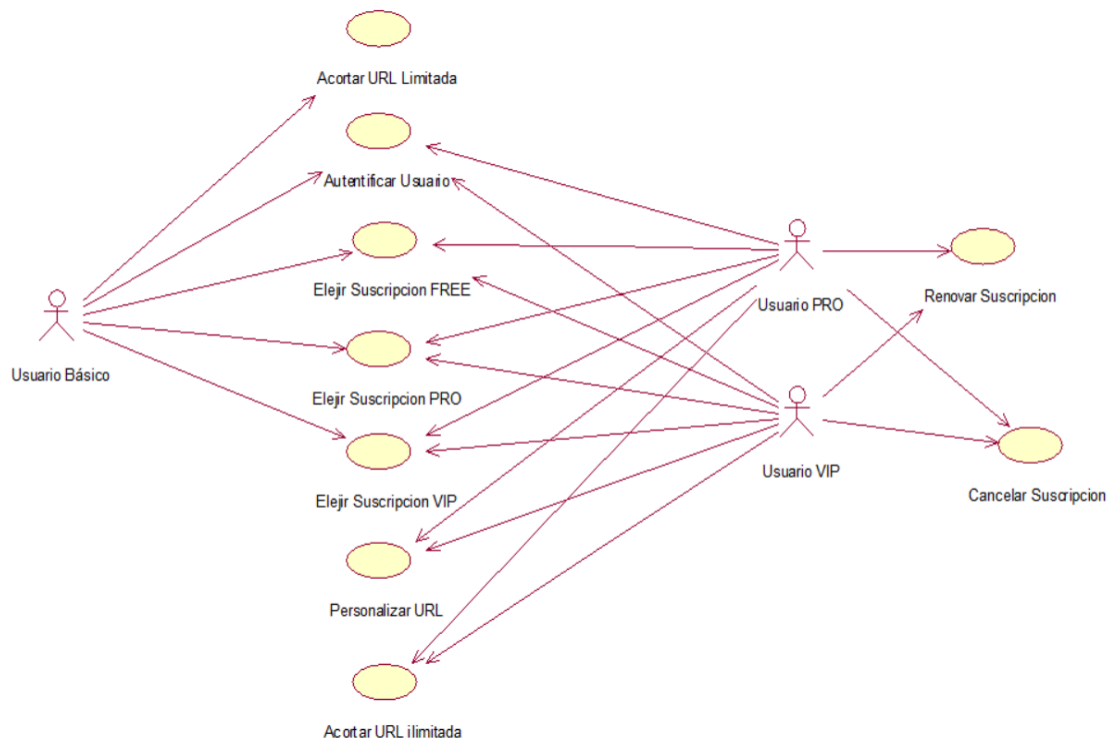 Acortar URL Limitada
Autentificar Usuario
Elejir Suscripcion FREE
Usuario PRO
Renovar Suscripcion
Usuario Básico
Elejir Suscripcion PRO
Usuario VIP
Elejir Suscripcion VIP
Cancelar Suscripcion
Personalizar URL
Acortar URL ilimitada